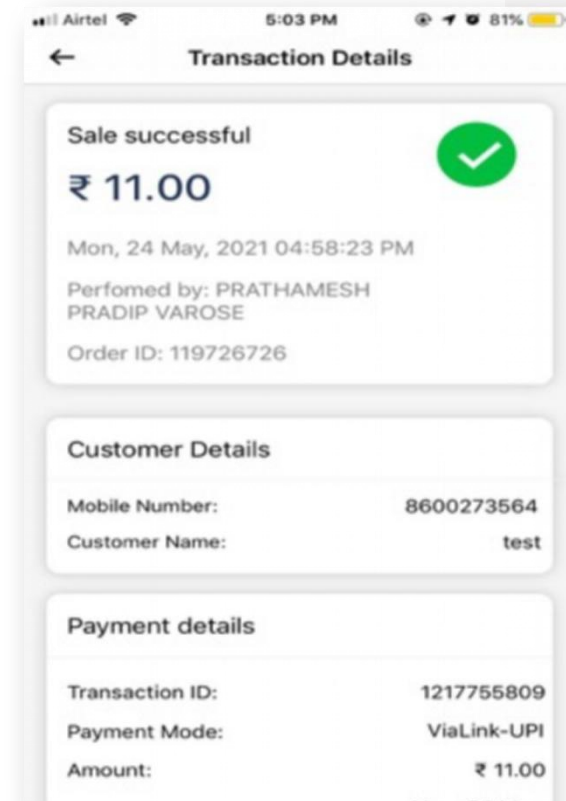 Airtel 5:03 PM 81%
Transaction Details
Sale successful
₹ 11.00
Mon, 24 May, 2021 04:58:23 PM
Perfomed by: PRATHAMESH
PRADIP VAROSE
Order ID: 119726726
Customer Details
Mobile Number: 8600273564
Customer Name: test
Payment details
Transaction ID: 1217755809
Payment Mode: ViaLink-UPI
Amount: ₹ 11.00